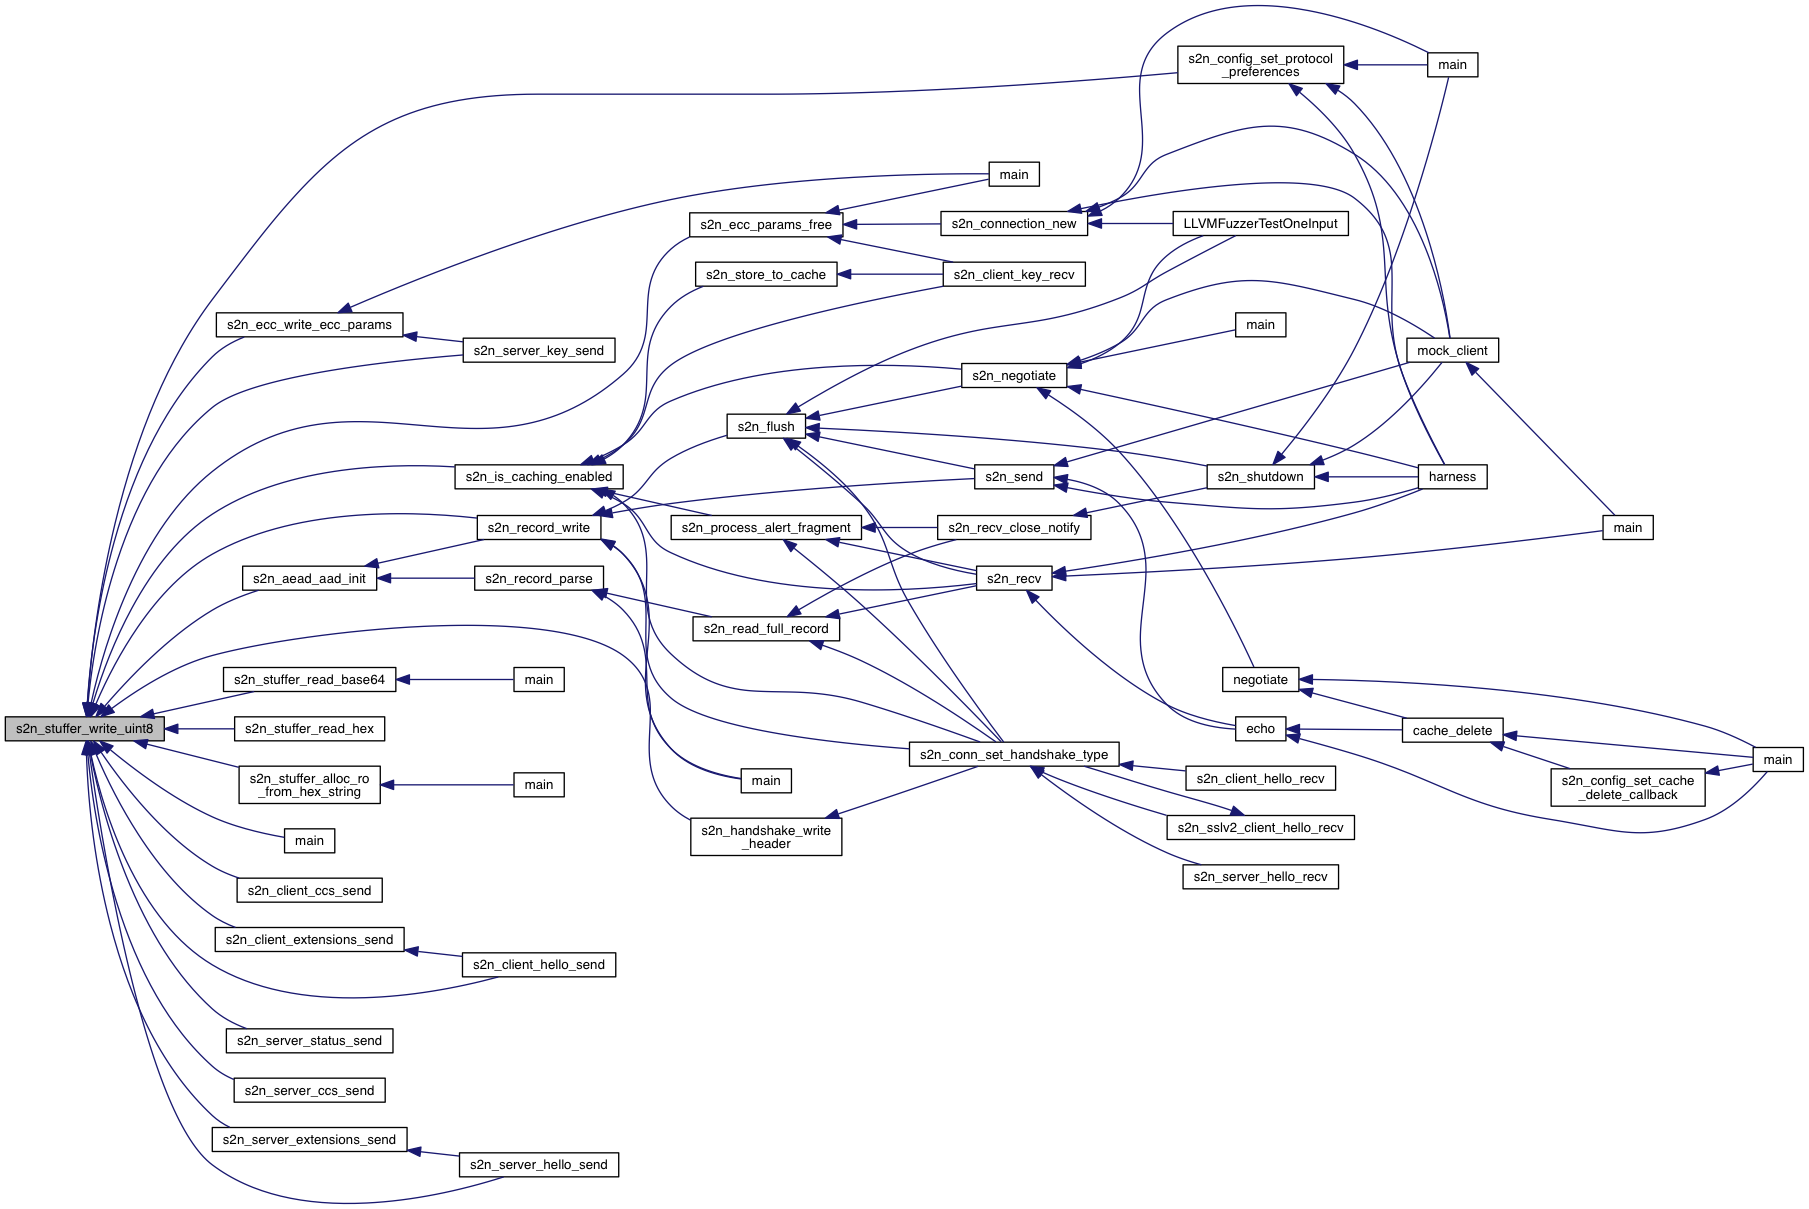 s2n_config_set_protocol
_preferences
main
main
s2n_ecc_params_free
s2n_connection_new
LLVMFuzzerTestOneInput
s2n_store_to_cache
s2n_client_key_recv
s2n_ecc_write_ecc_params
main
s2n_server_key_send
mock_client
s2n_negotiate
s2n_flush
s2n_is_caching_enabled
s2n_send
s2n_shutdown
harness
s2n_record_write
s2n_process_alert_fragment
s2n_recv_close_notify
main
s2n_aead_aad_init
s2n_record_parse
s2n_recv
s2n_read_full_record
s2n_stuffer_read_base64
main
negotiate
s2n_stuffer_write_uint8
s2n_stuffer_read_hex
echo
cache_delete
s2n_conn_set_handshake_type
main
s2n_stuffer_alloc_ro
_from_hex_string
main
main
s2n_client_hello_recv
s2n_config_set_cache
_delete_callback
s2n_handshake_write
_header
s2n_sslv2_client_hello_recv
main
s2n_server_hello_recv
s2n_client_ccs_send
s2n_client_extensions_send
s2n_client_hello_send
s2n_server_status_send
s2n_server_ccs_send
s2n_server_extensions_send
s2n_server_hello_send